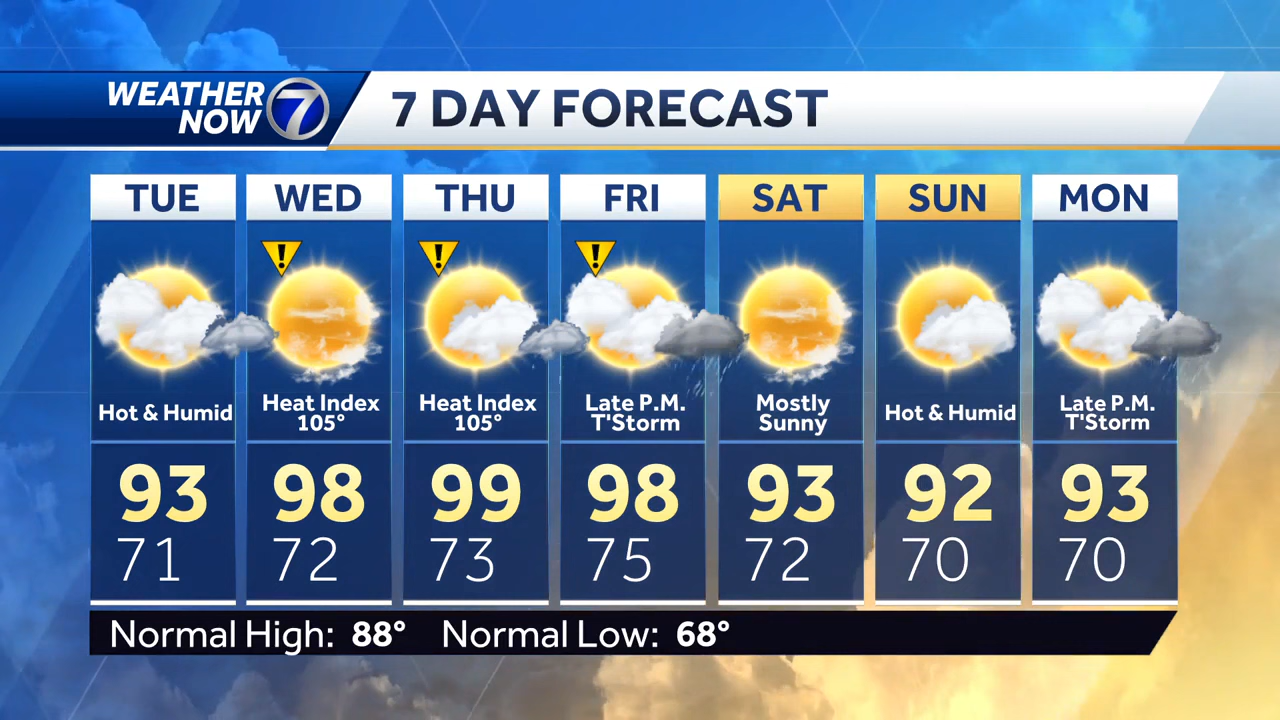 WEATHER
NOW 7
7 DAY FORECAST
TUE WED THU FRI SAT SUN MON
! ! !
Hot & Humid
Heat Index
105°
Heat Index
105°
Late P.M.
T'Storm
Mostly
Sunny
Hot & Humid
Late P.M.
T'Storm
93 98 99 98 93 92 93
71 72 73 75 72 70 70
Normal High: 88° Normal Low: 68°